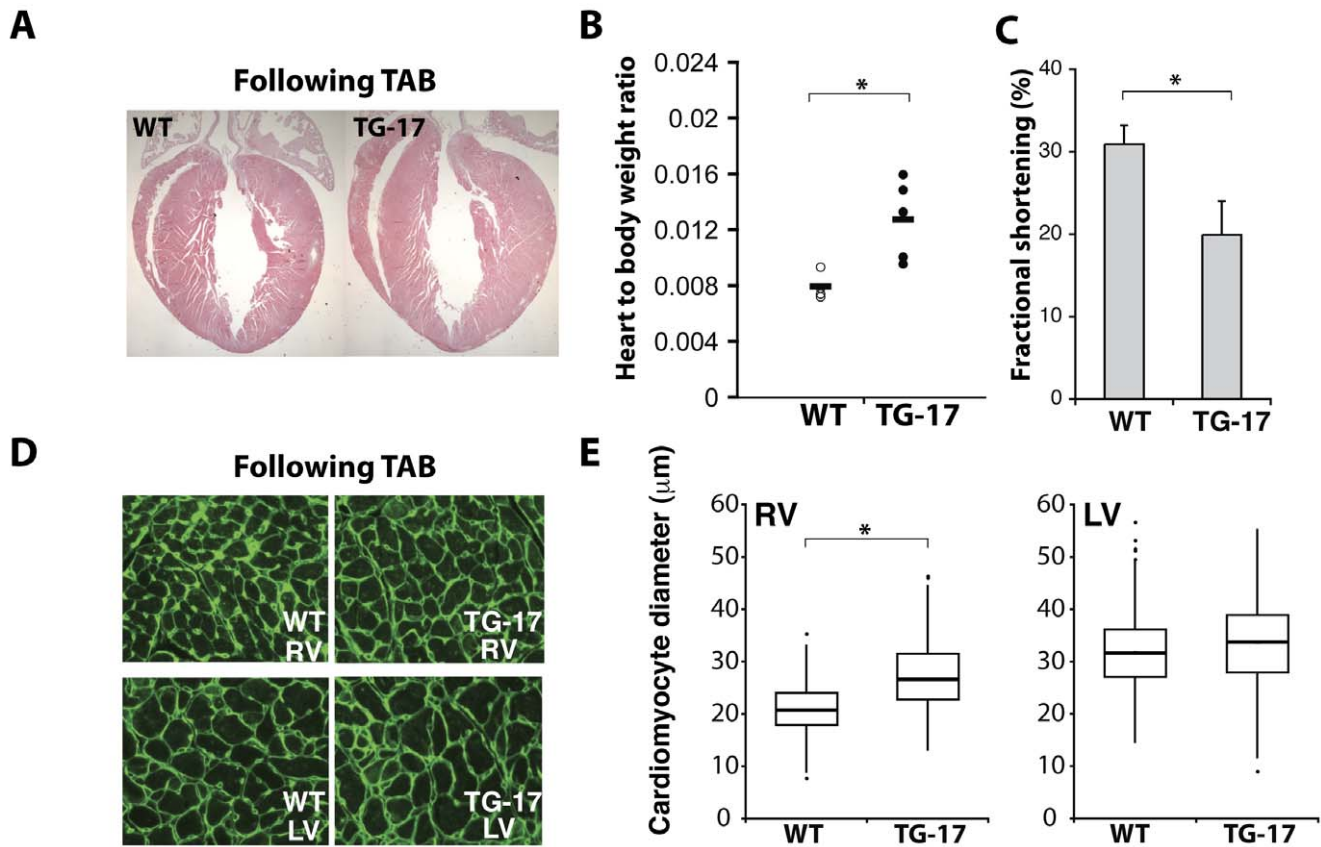 A
Following TAB
WT
TG-17
B
Heart to body weight ratio
0.024
0.02
0.016
0.012
0.008
0.004
0
*
WT
TG-17
C
Fractional shortening (%)
40
30
20
10
0
*
WT
TG-17
D
Following TAB
WT
RV
TG-17
RV
WT
LV
TG-17
LV
E
Cardiomyocyte diameter (μm)
RV
60
50
40
30
20
10
0
*
WT
TG-17
LV
60
50
40
30
20
10
0
WT
TG-17